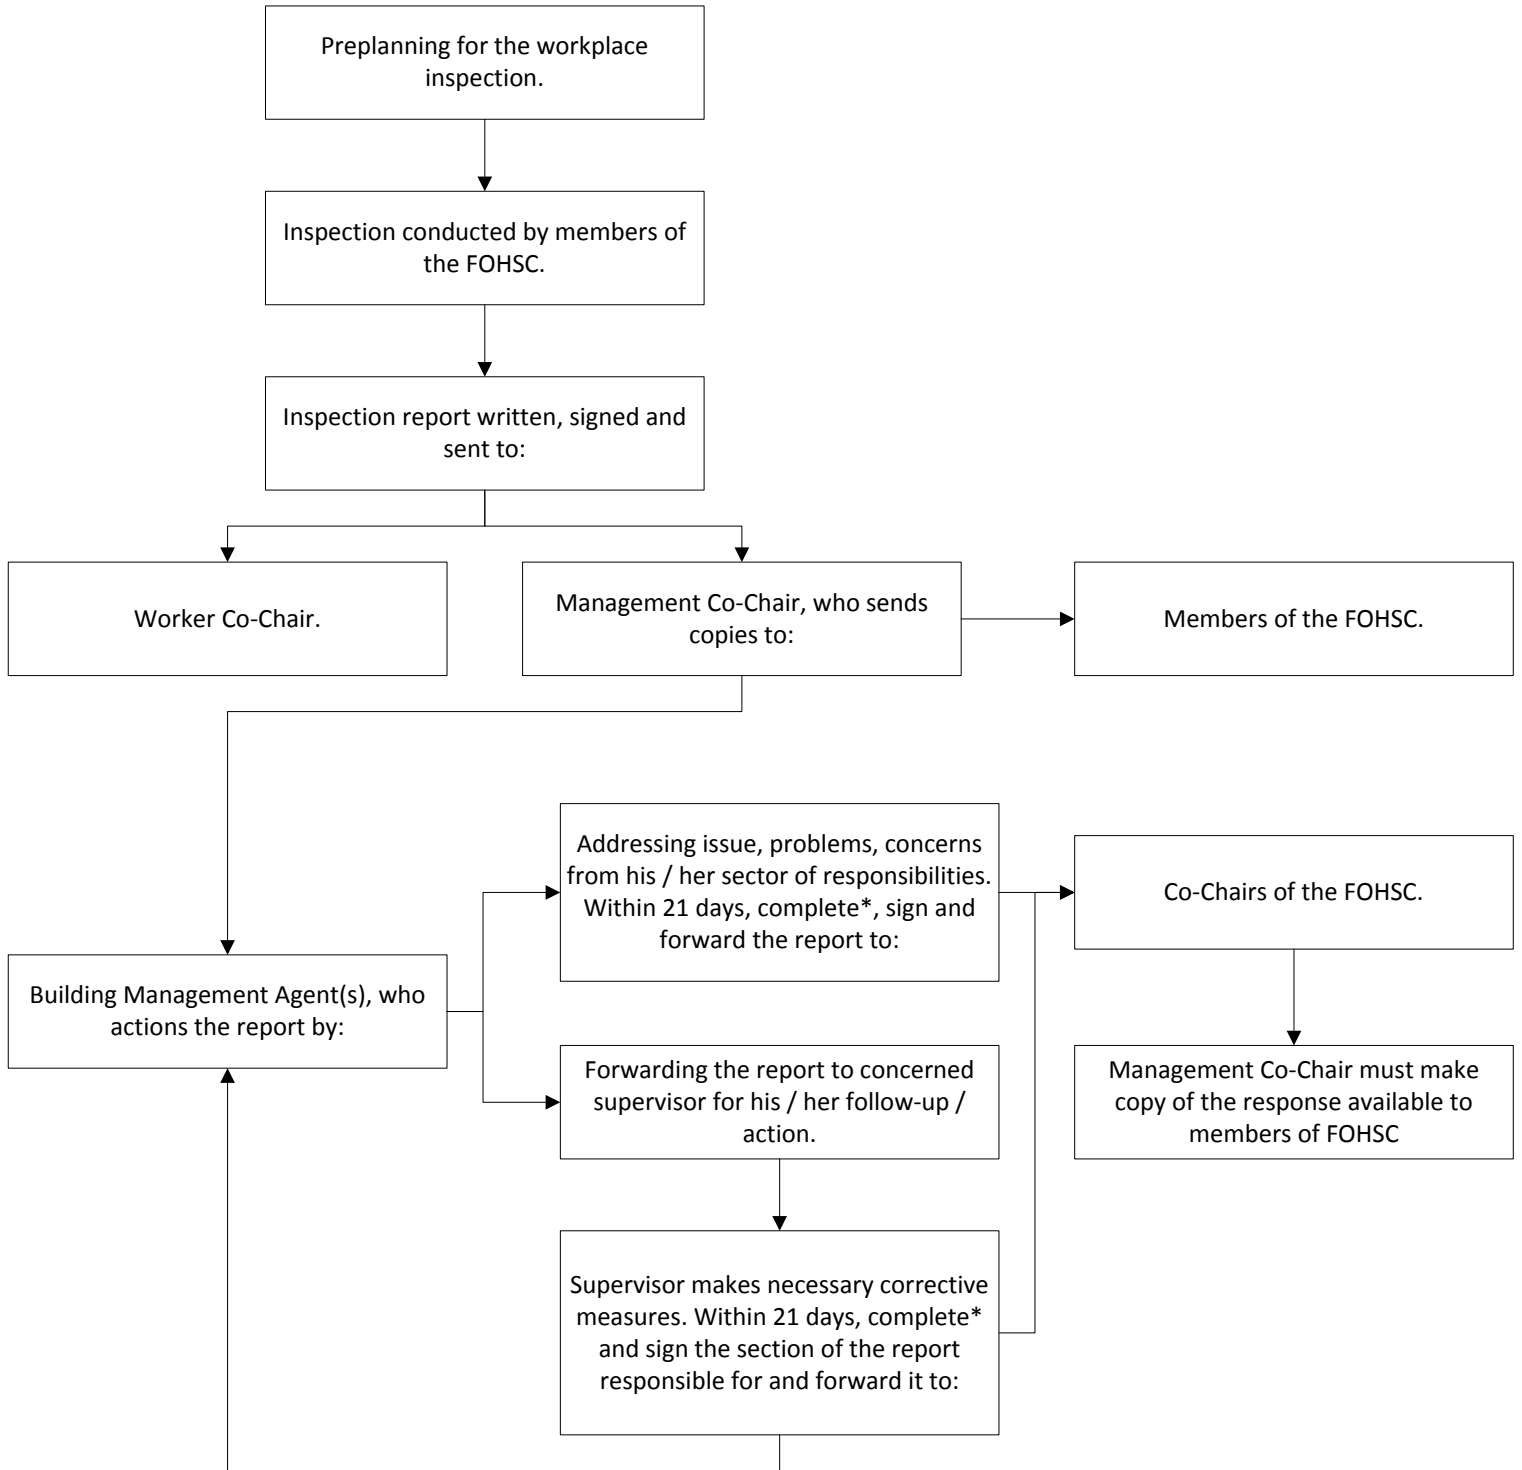 Preplanning for the workplace
inspection.
Inspection conducted by members of
the FOHSC.
Inspection report written, signed and
sent to:
Worker Co-Chair.
Management Co-Chair, who sends
copies to:
Members of the FOHSC.
Addressing issue, problems, concerns
from his / her sector of responsibilities.
Within 21 days, complete*, sign and
forward the report to:
Co-Chairs of the FOHSC.
Building Management Agent(s), who
actions the report by:
Forwarding the report to concerned
supervisor for his / her follow-up /
action.
Management Co-Chair must make
copy of the response available to
members of FOHSC
Supervisor makes necessary corrective
measures. Within 21 days, complete*
and sign the section of the report
responsible for and forward it to: